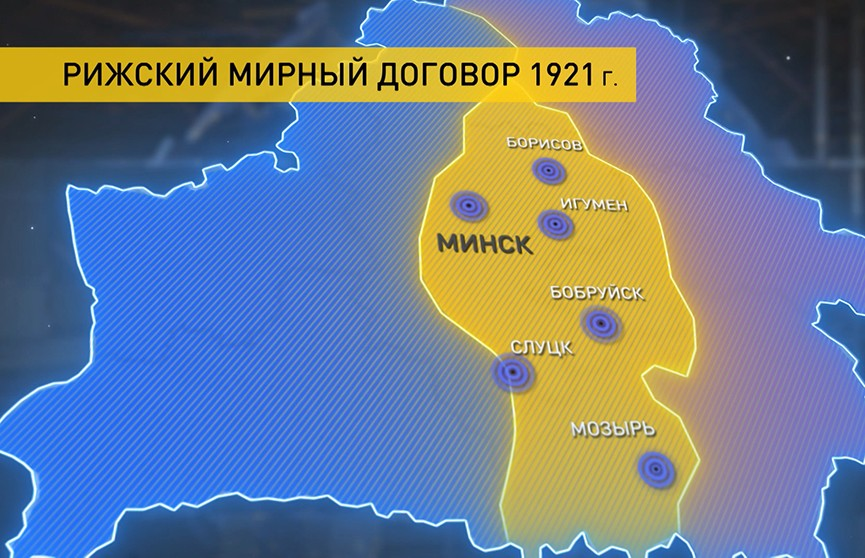 РИЖСКИЙ МИРНЫЙ ДОГОВОР 1921 г.
БОРИСОВ
ИГУМЕН
МИНСК
БОБРУЙСК
СЛУЦК
МОЗЫРЬ